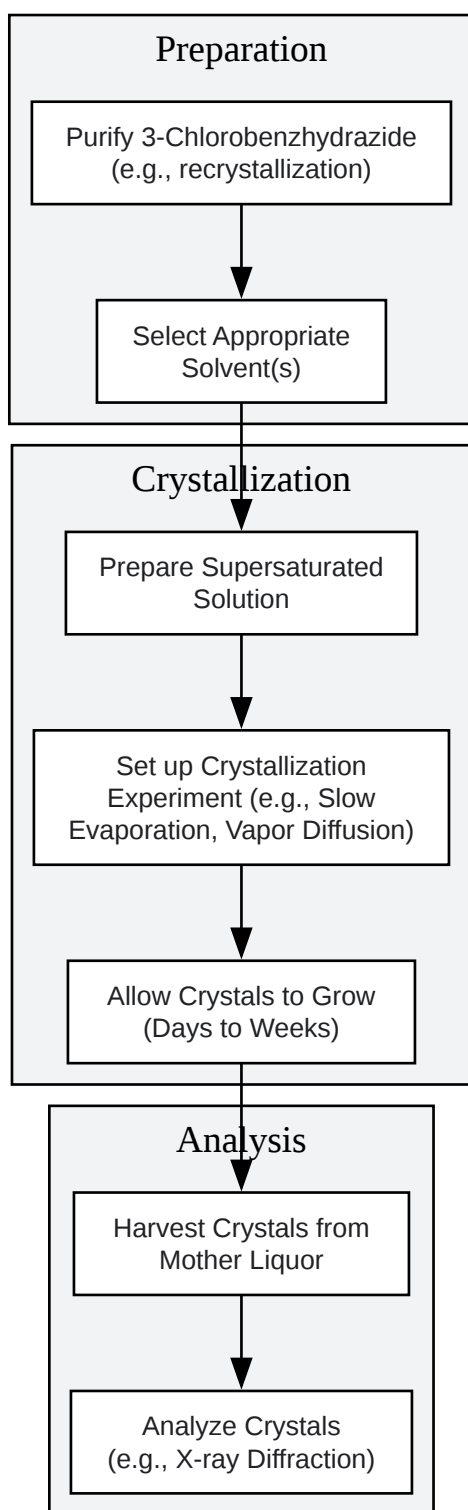 Preparation
Purify 3-Chlorobenzhydrazide
(e.g., recrystallization)
Select Appropriate
Solvent(s)
Crystallization
Prepare Supersaturated
Solution
Set up Crystallization
Experiment (e.g., Slow
Evaporation, Vapor Diffusion)
Allow Crystals to Grow
(Days to Weeks)
Analysis
Harvest Crystals from
Mother Liquor
Analyze Crystals
(e.g., X-ray Diffraction)